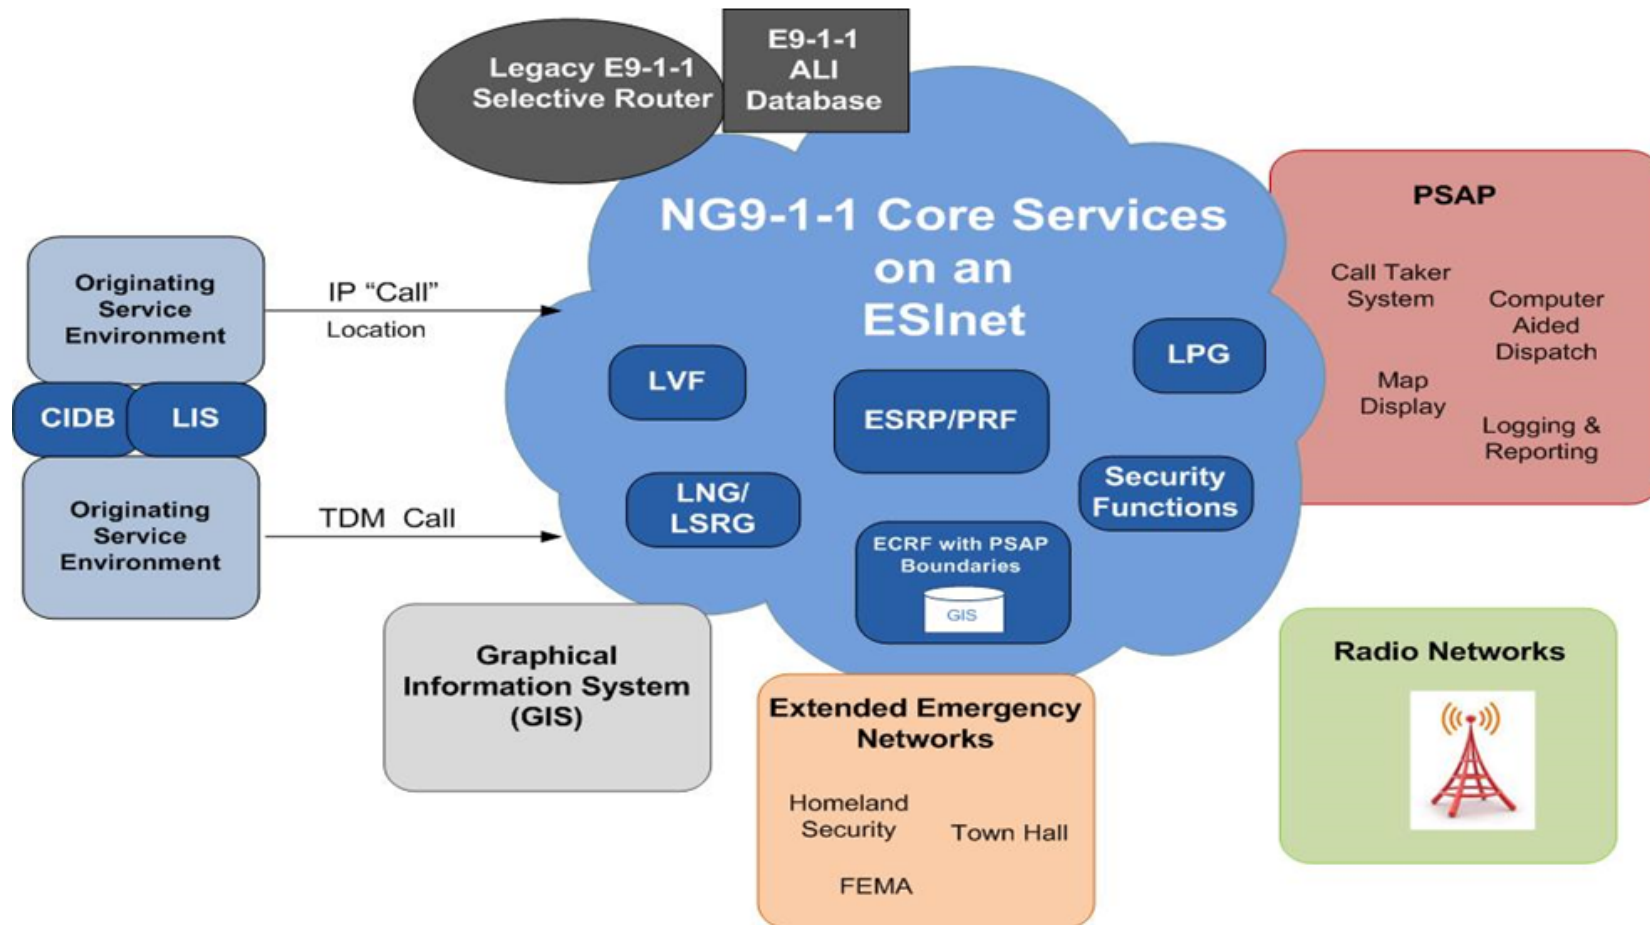 Legacy E9-1-1
Selective Router
E9-1-1
ALI
Database
NG9-1-1 Core Services
on an
ESInet
Originating
Service
Environment
IP “Call”
Location
CIDB
LIS
Originating
Service
Environment
TDM Call
LVF
ESRP/PRF
LPG
LNG/
LSRG
Security
Functions
ECRF with PSAP
Boundaries
GIS
PSAP
Call Taker
System
Computer
Aided
Dispatch
Map
Display
Logging &
Reporting
Graphical
Information System
(GIS)
Extended Emergency
Networks
Homeland
Security
Town Hall
FEMA
Radio Networks